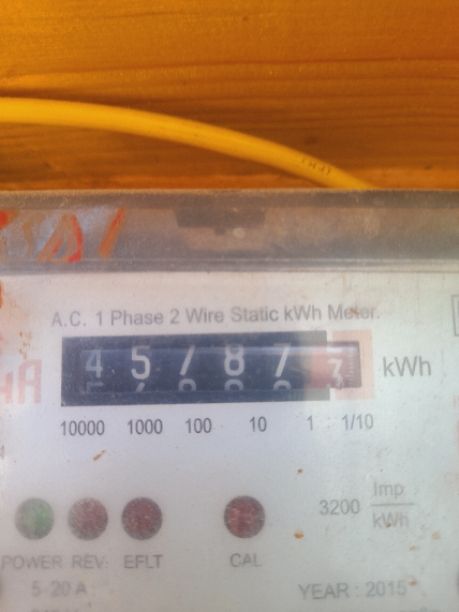 A.C. 1 Phase 2 Wire Static kWh Meter.
4 5 7 8 7 3 kWh
10000 1000 100 10 1 1/10
3200 Imp/kWh
POWER REV. EFLT CAL
5 20 A
YEAR : 2015